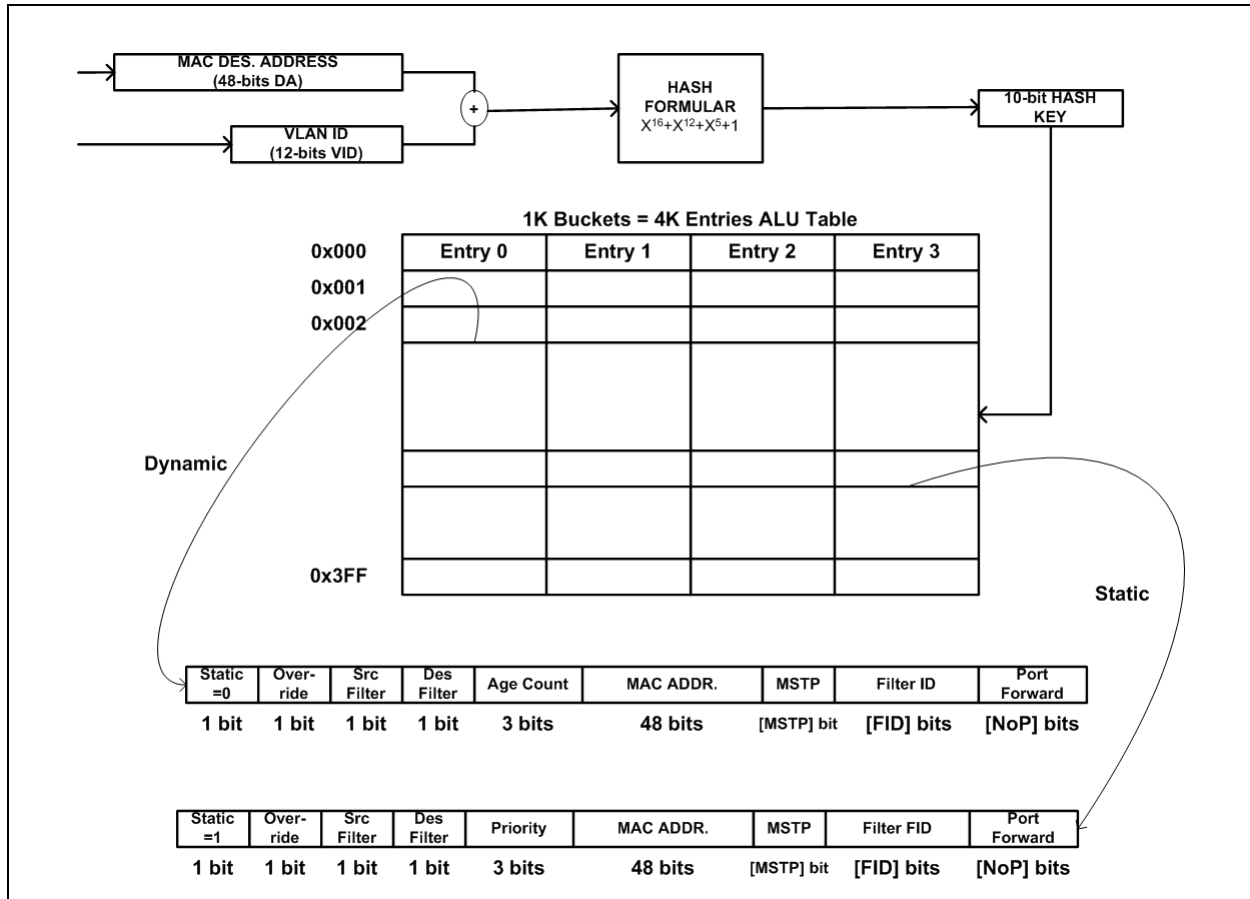 MAC DES. ADDRESS
(48-bits DA)
VLAN ID
(12-bits VID)
+
HASH
FORMULAR
X¹⁶+X¹²+X⁵+1
10-bit HASH
KEY
1K Buckets = 4K Entries ALU Table
0x000 Entry 0 Entry 1 Entry 2 Entry 3
0x001
0x002
0x3FF
Dynamic
Static
Static =0 Over-ride Src Filter Des Filter Age Count MAC ADDR. MSTP Filter ID Port Forward
1 bit 1 bit 1 bit 1 bit 3 bits 48 bits [MSTP] bit [FID] bits [NoP] bits
Static =1 Over-ride Src Filter Des Filter Priority MAC ADDR. MSTP Filter FID Port Forward
1 bit 1 bit 1 bit 1 bit 3 bits 48 bits [MSTP] bit [FID] bits [NoP] bits